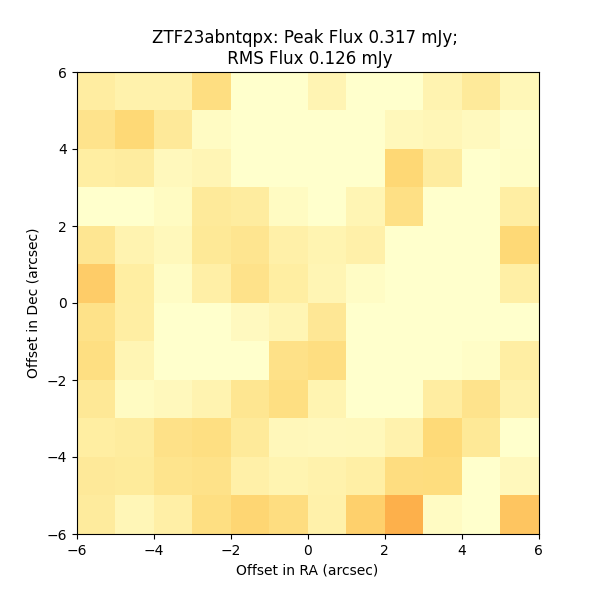 ZTF23abntqpx: Peak Flux 0.317 mJy;
RMS Flux 0.126 mJy
6
4
2
0
−2
−4
−6
Offset in Dec (arcsec)
−6 −4 −2 0 2 4 6
Offset in RA (arcsec)